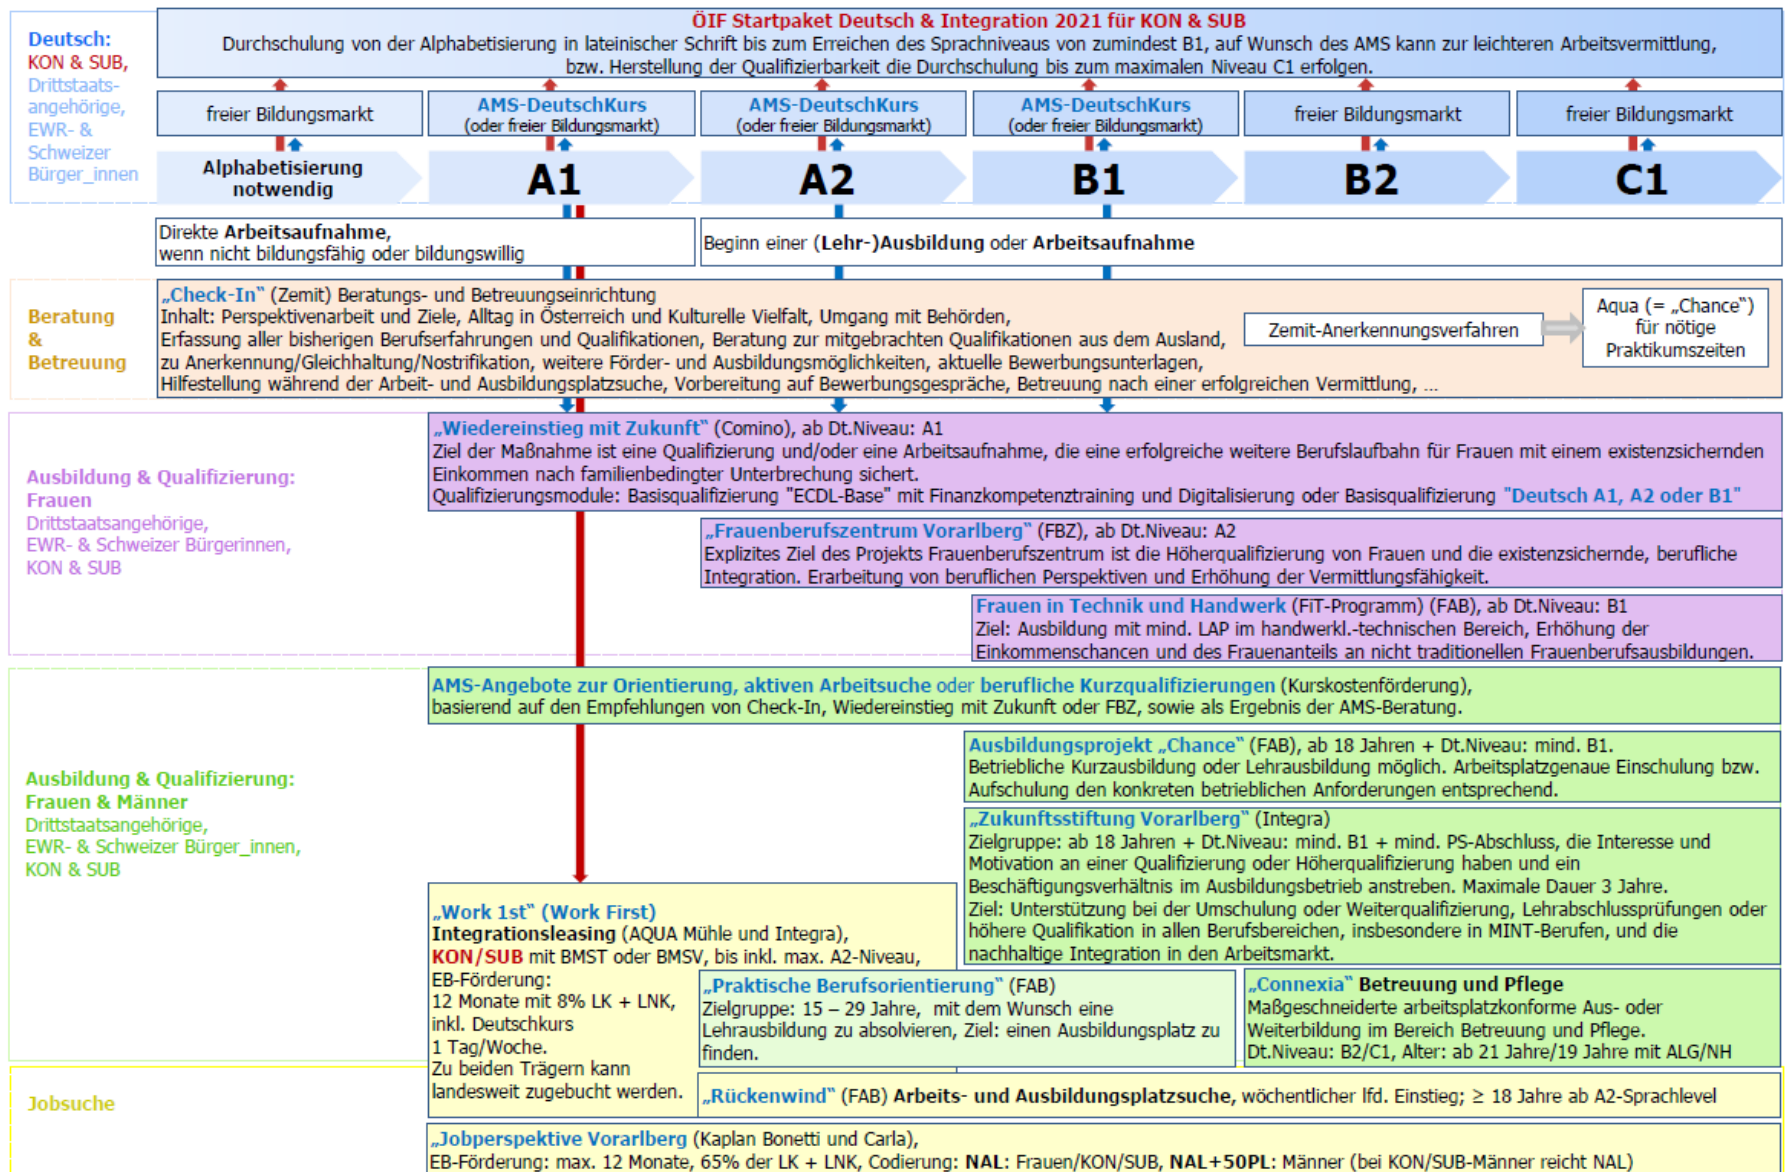 ÖIF Startpaket Deutsch & Integration 2021 für KON & SUB
Durchschulung von der Alphabetisierung in lateinischer Schrift bis zum Erreichen des Sprachniveaus von zumindest B1, auf Wunsch des AMS kann zur leichteren Arbeitsvermittlung,
bzw. Herstellung der Qualifizierbarkeit die Durchschulung bis zum maximalen Niveau C1 erfolgen.
Deutsch:
KON & SUB,
Drittstaats-
angehörige,
EWR- &
Schweizer
Bürger_innen
freier Bildungsmarkt
AMS-DeutschKurs
(oder freier Bildungsmarkt)
AMS-DeutschKurs
(oder freier Bildungsmarkt)
AMS-DeutschKurs
(oder freier Bildungsmarkt)
freier Bildungsmarkt
freier Bildungsmarkt
Alphabetisierung
notwendig
A1
A2
B1
B2
C1
Direkte Arbeitsaufnahme,
wenn nicht bildungsfähig oder bildungswillig
Beginn einer (Lehr-)Ausbildung oder Arbeitsaufnahme
Beratung
&
Betreuung
„Check-In“ (Zemit) Beratungs- und Betreuungseinrichtung
Inhalt: Perspektivenarbeit und Ziele, Alltag in Österreich und Kulturelle Vielfalt, Umgang mit Behörden,
Erfassung aller bisherigen Berufserfahrungen und Qualifikationen, Beratung zur mitgebrachten Qualifikationen aus dem Ausland,
zu Anerkennung/Gleichhaltung/Nostrifikation, weitere Förder- und Ausbildungsmöglichkeiten, aktuelle Bewerbungsunterlagen,
Hilfestellung während der Arbeit- und Ausbildungsplatzsuche, Vorbereitung auf Bewerbungsgespräche, Betreuung nach einer erfolgreichen Vermittlung, ...
Zemit-Anerkennungsverfahren
Aqua (= „Chance“)
für nötige
Praktikumszeiten
Ausbildung & Qualifizierung:
Frauen
Drittstaatsangehörige,
EWR- & Schweizer Bürgerinnen,
KON & SUB
„Wiedereinstieg mit Zukunft“ (Comino), ab Dt.Niveau: A1
Ziel der Maßnahme ist eine Qualifizierung und/oder eine Arbeitsaufnahme, die eine erfolgreiche weitere Berufslaufbahn für Frauen mit einem existenzsichernden
Einkommen nach familienbedingter Unterbrechung sichert.
Qualifizierungsmodule: Basisqualifizierung "ECDL-Base" mit Finanzkompetenztraining und Digitalisierung oder Basisqualifizierung "Deutsch A1, A2 oder B1"
„Frauenberufszentrum Vorarlberg“ (FBZ), ab Dt.Niveau: A2
Explizites Ziel des Projekts Frauenberufszentrum ist die Höherqualifizierung von Frauen und die existenzsichernde, berufliche
Integration. Erarbeitung von beruflichen Perspektiven und Erhöhung der Vermittlungsfähigkeit.
Frauen in Technik und Handwerk (FiT-Programm) (FAB), ab Dt.Niveau: B1
Ziel: Ausbildung mit mind. LAP im handwerkl.-technischen Bereich, Erhöhung der
Einkommenschancen und des Frauenanteils an nicht traditionellen Frauenberufsausbildungen.
Ausbildung & Qualifizierung:
Frauen & Männer
Drittstaatsangehörige,
EWR- & Schweizer Bürger_innen,
KON & SUB
AMS-Angebote zur Orientierung, aktiven Arbeitsuche oder berufliche Kurzqualifizierungen (Kurskostenförderung),
basierend auf den Empfehlungen von Check-In, Wiedereinstieg mit Zukunft oder FBZ, sowie als Ergebnis der AMS-Beratung.
Ausbildungsprojekt „Chance“ (FAB), ab 18 Jahren + Dt.Niveau: mind. B1.
Betriebliche Kurzausbildung oder Lehrausbildung möglich. Arbeitsplatzgenaue Einschulung bzw.
Aufschulung den konkreten betrieblichen Anforderungen entsprechend.
„Zukunftsstiftung Vorarlberg“ (Integra)
Zielgruppe: ab 18 Jahren + Dt.Niveau: mind. B1 + mind. PS-Abschluss, die Interesse und
Motivation an einer Qualifizierung oder Höherqualifizierung haben und ein
Beschäftigungsverhältnis im Ausbildungsbetrieb anstreben. Maximale Dauer 3 Jahre.
Ziel: Unterstützung bei der Umschulung oder Weiterqualifizierung, Lehrabschlussprüfungen oder
höhere Qualifikation in allen Berufsbereichen, insbesondere in MINT-Berufen, und die
nachhaltige Integration in den Arbeitsmarkt.
„Work 1st“ (Work First)
Integrationsleasing (AQUA Mühle und Integra),
KON/SUB mit BMST oder BMSV, bis inkl. max. A2-Niveau,
EB-Förderung:
12 Monate mit 8% LK + LNK,
inkl. Deutschkurs
1 Tag/Woche.
Zu beiden Trägern kann
landesweit zugebucht werden.
„Praktische Berufsorientierung“ (FAB)
Zielgruppe: 15 – 29 Jahre, mit dem Wunsch eine
Lehrausbildung zu absolvieren, Ziel: einen Ausbildungsplatz zu
finden.
„Connexia“ Betreuung und Pflege
Maßgeschneiderte arbeitsplatzkonforme Aus- oder
Weiterbildung im Bereich Betreuung und Pflege.
Dt.Niveau: B2/C1, Alter: ab 21 Jahre/19 Jahre mit ALG/NH
Jobsuche
„Rückenwind“ (FAB) Arbeits- und Ausbildungsplatzsuche, wöchentlicher lfd. Einstieg; ≥ 18 Jahre ab A2-Sprachlevel
„Jobperspektive Vorarlberg (Kaplan Bonetti und Carla),
EB-Förderung: max. 12 Monate, 65% der LK + LNK, Codierung: NAL: Frauen/KON/SUB, NAL+50PL: Männer (bei KON/SUB-Männer reicht NAL)